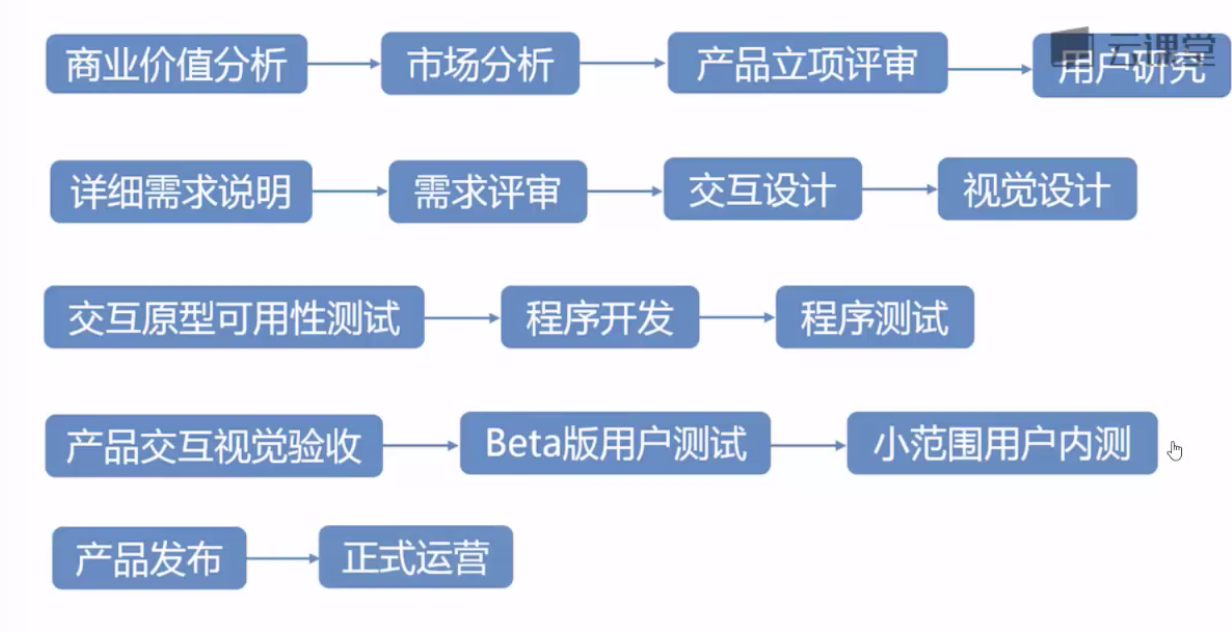 商业价值分析 市场分析 产品立项评审 用户研究
云课堂
详细需求说明 需求评审 交互设计 视觉设计
交互原型可用性测试 程序开发 程序测试
产品交互视觉验收 Beta版用户测试 小范围用户内测
产品发布 正式运营